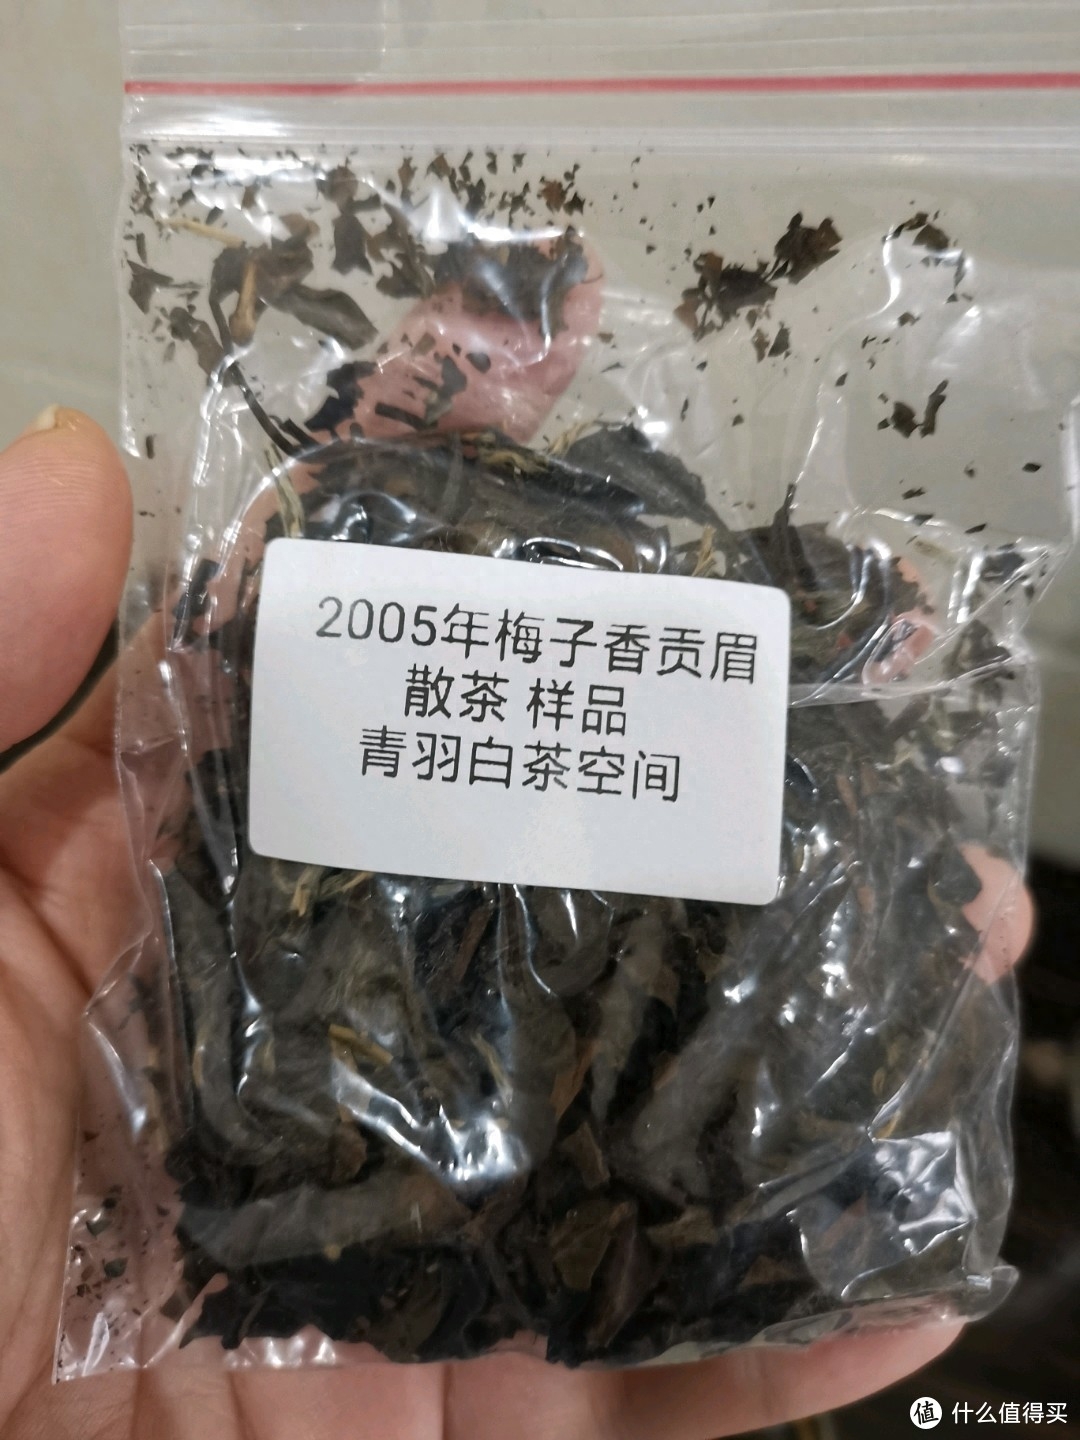 2005年梅子香贡眉
散茶 样品
青羽白茶空间
值 什么值得买